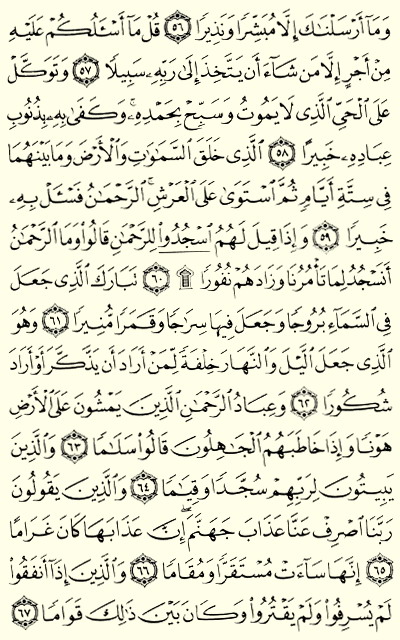 وَمَآ أَرْسَلْنَٰكَ إِلَّا مُبَشِّرًا وَنَذِيرًا ۝٥٦ قُلْ مَآ أَسْـَٔلُكُمْ عَلَيْهِ
مِنْ أَجْرٍ إِلَّا مَن شَآءَ أَن يَتَّخِذَ إِلَىٰ رَبِّهِۦ سَبِيلًا ۝٥٧ وَتَوَكَّلْ
عَلَى ٱلْحَىِّ ٱلَّذِى لَا يَمُوتُ وَسَبِّحْ بِحَمْدِهِۦ ۚ وَكَفَىٰ بِهِۦ بِذُنُوبِ
عِبَادِهِۦ خَبِيرًا ۝٥٨ ٱلَّذِى خَلَقَ ٱلسَّمَٰوَٰتِ وَٱلْأَرْضَ وَمَا بَيْنَهُمَا
فِى سِتَّةِ أَيَّامٍ ثُمَّ ٱسْتَوَىٰ عَلَى ٱلْعَرْشِ ۚ ٱلرَّحْمَٰنُ فَسْـَٔلْ بِهِۦ
خَبِيرًا ۝٥٩ وَإِذَا قِيلَ لَهُمُ ٱسْجُدُوا۟ لِلرَّحْمَٰنِ قَالُوا۟ وَمَا ٱلرَّحْمَٰنُ
أَنَسْجُدُ لِمَا تَأْمُرُنَا وَزَادَهُمْ نُفُورًا ۩ ۝٦٠ تَبَارَكَ ٱلَّذِى جَعَلَ
فِى ٱلسَّمَآءِ بُرُوجًا وَجَعَلَ فِيهَا سِرَٰجًا وَقَمَرًا مُّنِيرًا ۝٦١ وَهُوَ
ٱلَّذِى جَعَلَ ٱلَّيْلَ وَٱلنَّهَارَ خِلْفَةً لِّمَنْ أَرَادَ أَن يَذَّكَّرَ أَوْ أَرَادَ
شُكُورًا ۝٦٢ وَعِبَادُ ٱلرَّحْمَٰنِ ٱلَّذِينَ يَمْشُونَ عَلَى ٱلْأَرْضِ
هَوْنًا وَإِذَا خَاطَبَهُمُ ٱلْجَٰهِلُونَ قَالُوا۟ سَلَٰمًا ۝٦٣ وَٱلَّذِينَ
يَبِيتُونَ لِرَبِّهِمْ سُجَّدًا وَقِيَٰمًا ۝٦٤ وَٱلَّذِينَ يَقُولُونَ
رَبَّنَا ٱصْرِفْ عَنَّا عَذَابَ جَهَنَّمَ ۖ إِنَّ عَذَابَهَا كَانَ غَرَامًا
۝٦٥ إِنَّهَا سَآءَتْ مُسْتَقَرًّا وَمُقَامًا ۝٦٦ وَٱلَّذِينَ إِذَآ أَنفَقُوا۟
لَمْ يُسْرِفُوا۟ وَلَمْ يَقْتُرُوا۟ وَكَانَ بَيْنَ ذَٰلِكَ قَوَامًا ۝٦٧